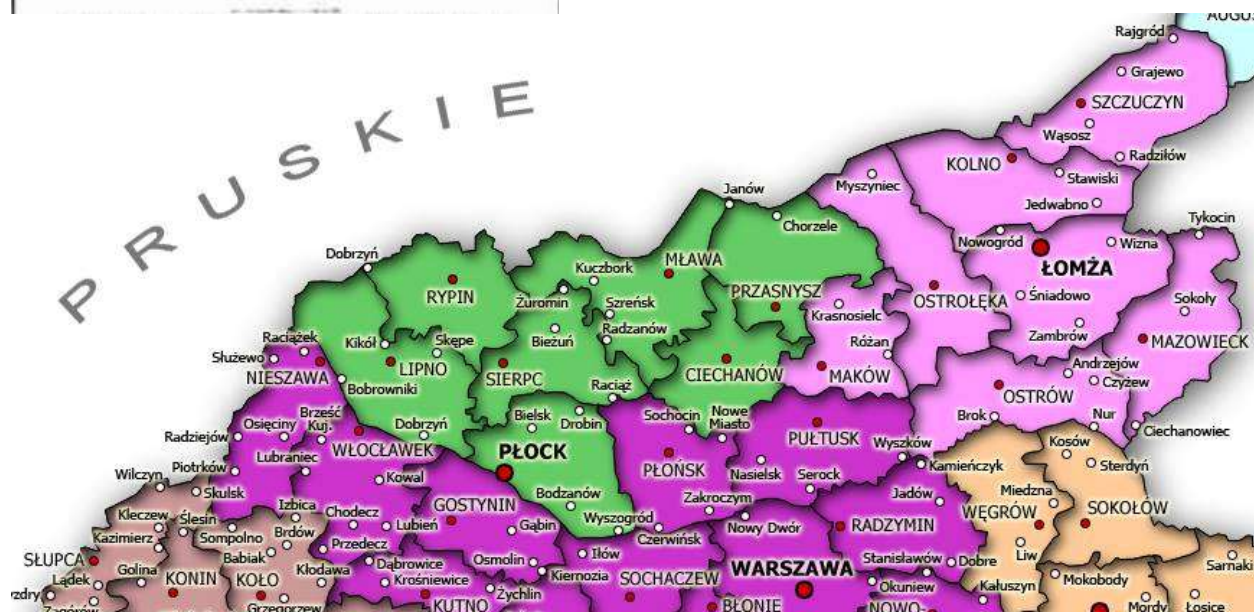 AUGUS
PRUSKIE
Rajgród
Grajewo
SZCZUCZYN
Wąsosz
Radziłów
KOLNO
Stawiski
Myszyniec
Jedwabno
Janów
Chorzele
Tykocin
Nowogród
Wizna
ŁOMŻA
Dobrzyń
Kuczbork
MŁAWA
RYPIN
PRZASNYSZ
OSTROŁĘKA
Śniadowo
Sokoły
Żuromin
Szreńsk
Krasnosielc
Raciążek
Kikół
Skępe
Bieżuń
Radzanów
Różan
Zambrów
MAZOWIECK
Służewo
NIESZAWA
LIPNO
SIERPC
CIECHANÓW
MAKÓW
Andrzejów
Bobrowniki
Raciąż
OSTRÓW
Czyżew
Osięciny
Brześć
Kuj.
Dobrzyń
Bielsk
Drobin
Sochocin
Nowe
Miasto
Brok
Nur
Radziejów
WŁOCŁAWEK
PŁOCK
PUŁTUSK
Wyszków
Ciechanowiec
Lubraniec
PŁOŃSK
Kosów
Wilczyn
Piotrków
Kowal
Nasielsk
Serock
Kamieńczyk
Sterdyń
Skulsk
Izbica
Chodecz
GOSTYNIN
Bodzanów
Zakroczym
Jadów
Miedzna
SOKOŁÓW
Kleczew
Ślesin
Sompolno
Brdów
Lubień
Gąbin
Wyszogród
Czerwińsk
Nowy Dwór
RADZYMIN
WĘGRÓW
Kazimierz
Babiak
Przedecz
Osmolin
Iłów
Stanisławów
Dobre
Liw
SŁUPCA
Golina
KONIN
KOŁO
Kłodawa
Dąbrowice
Kiernozia
SOCHACZEW
WARSZAWA
Sarnaki
Lądek
Krośniewice
Okuniew
Kałuszyn
Mokobody
zdry
Zagórów
Grzegorzew
KUTNO
Żychlin
BŁONIE
NOWO-
Mordy
Łosice